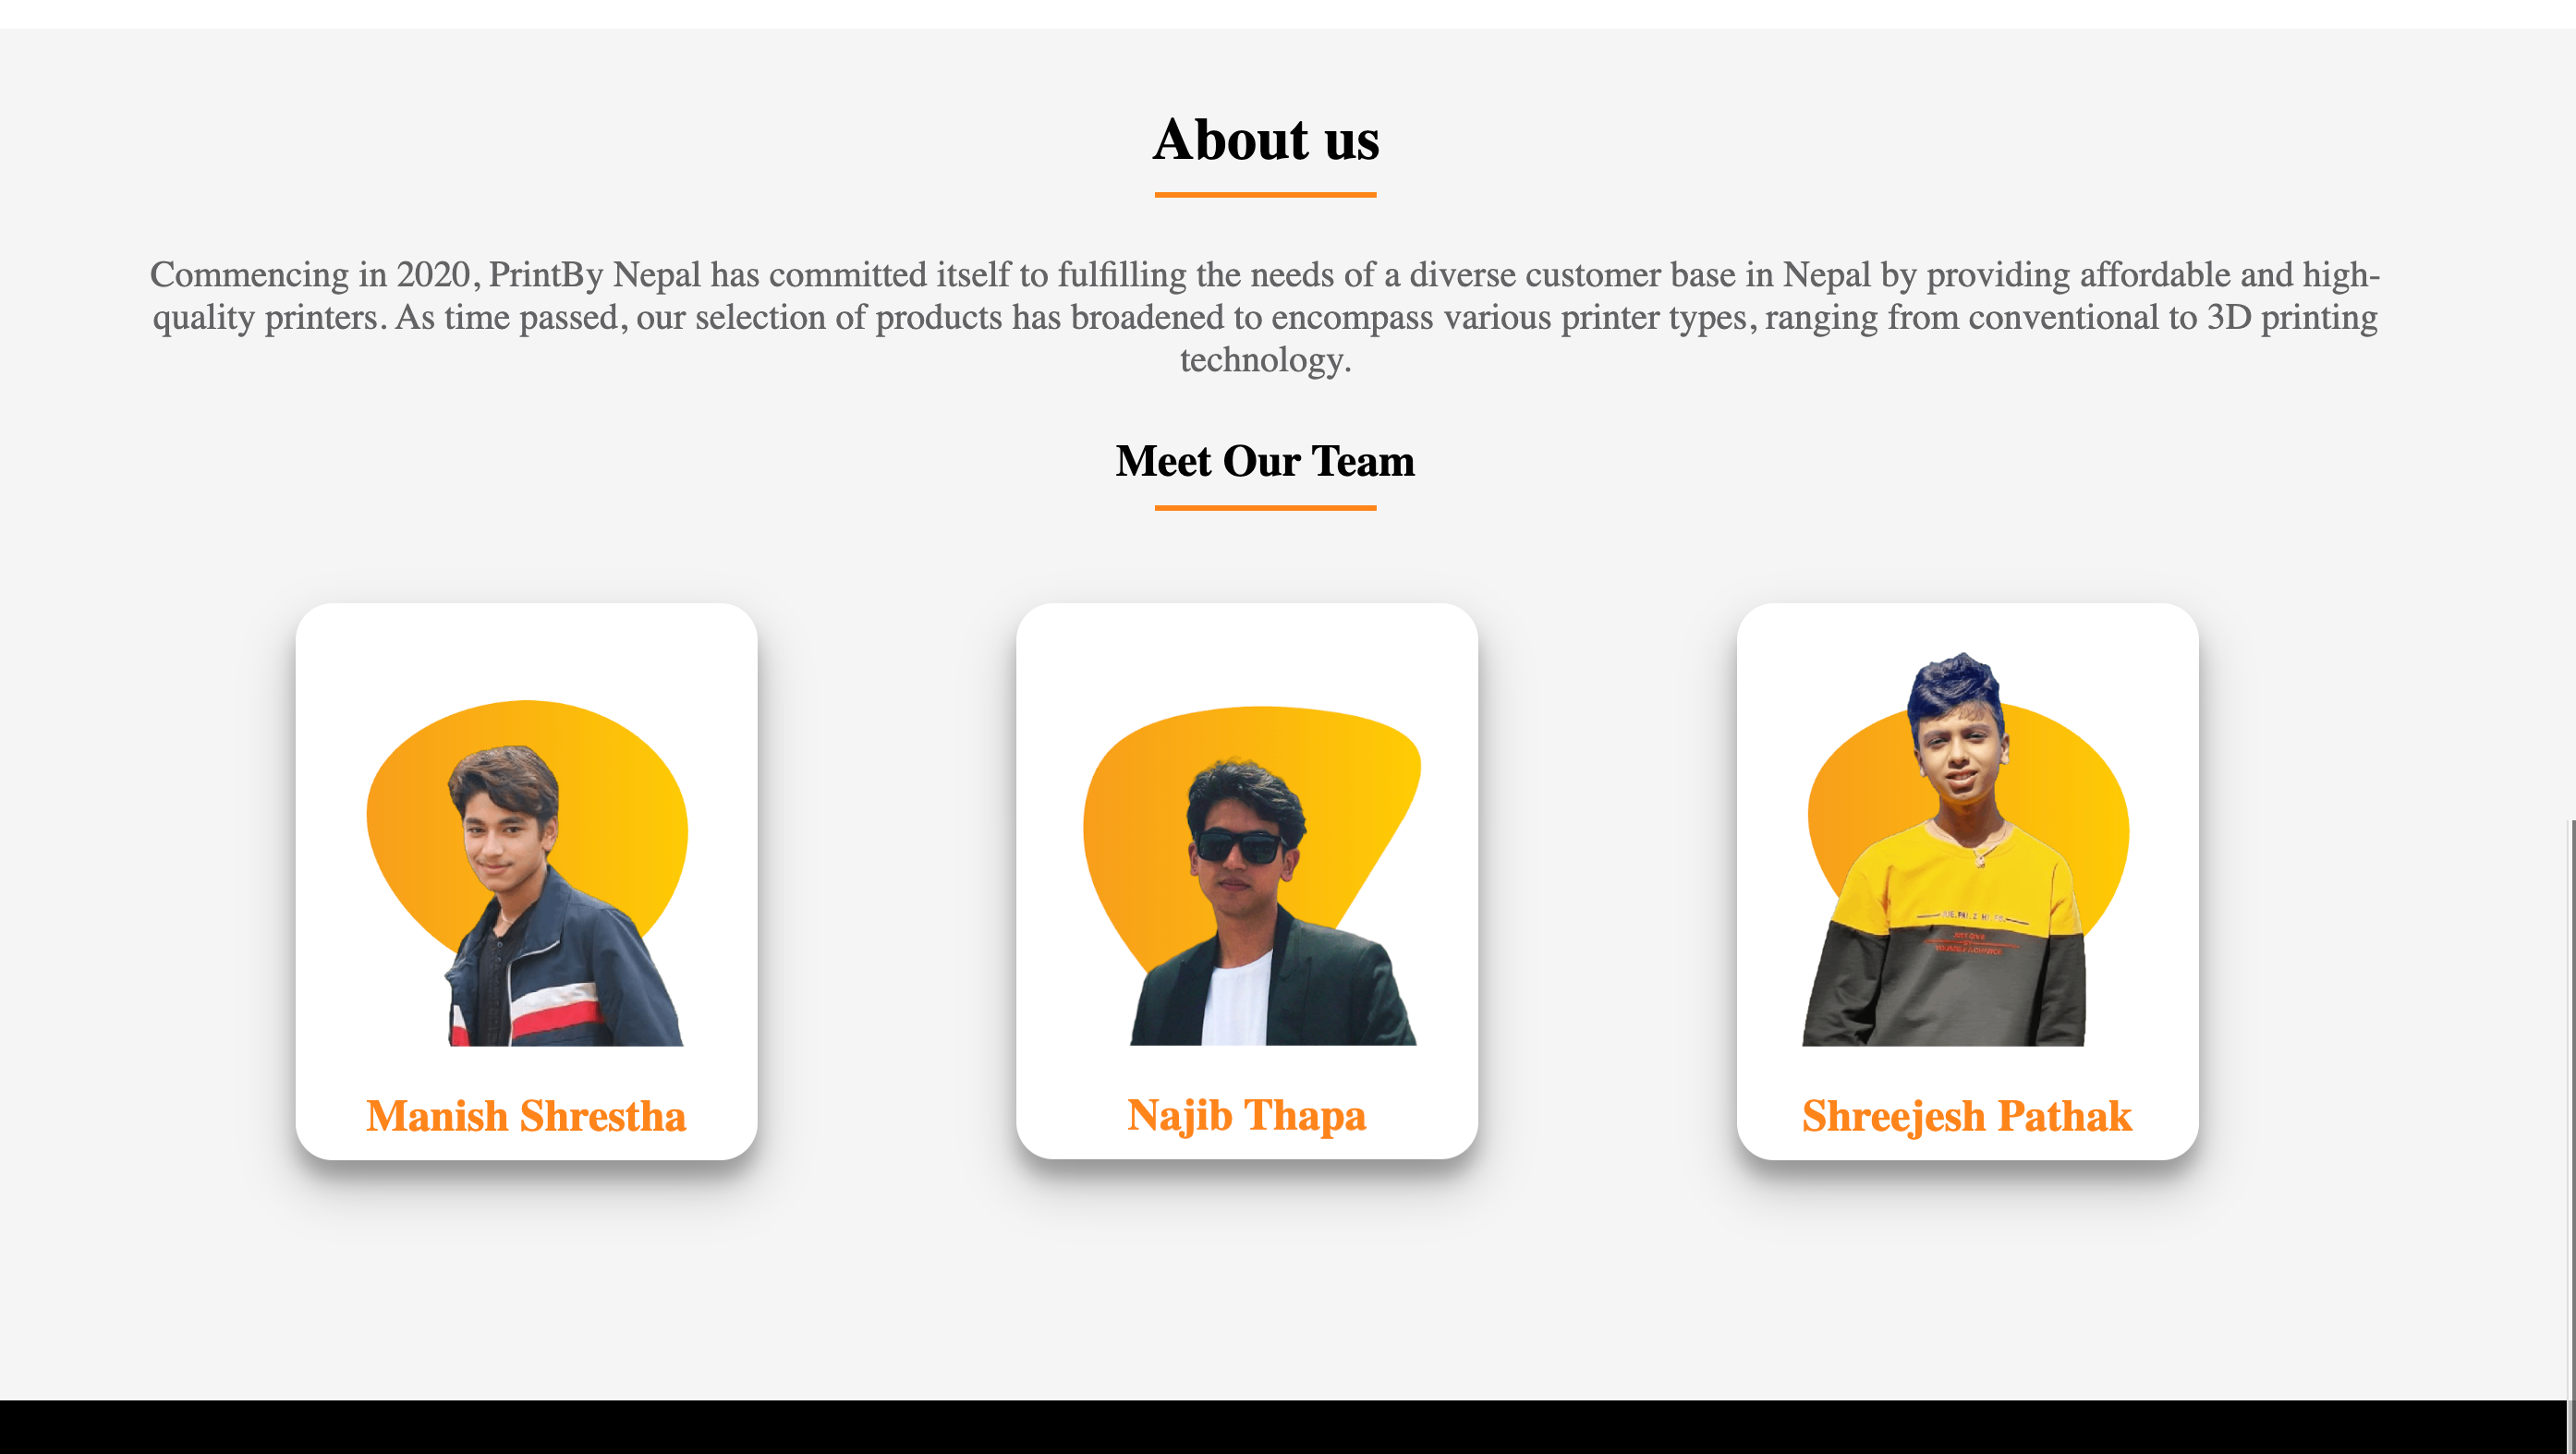 About us
Commencing in 2020, PrintBy Nepal has committed itself to fulfilling the needs of a diverse customer base in Nepal by providing affordable and high-
quality printers. As time passed, our selection of products has broadened to encompass various printer types, ranging from conventional to 3D printing
technology.
Meet Our Team
Manish Shrestha
Najib Thapa
Shreejesh Pathak